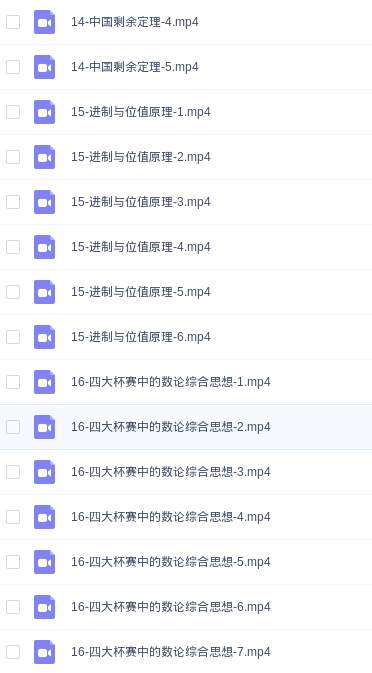 14-中国剩余定理-4.mp4
14-中国剩余定理-5.mp4
15-进制与位值原理-1.mp4
15-进制与位值原理-2.mp4
15-进制与位值原理-3.mp4
15-进制与位值原理-4.mp4
15-进制与位值原理-5.mp4
15-进制与位值原理-6.mp4
16-四大杯赛中的数论综合思想-1.mp4
16-四大杯赛中的数论综合思想-2.mp4
16-四大杯赛中的数论综合思想-3.mp4
16-四大杯赛中的数论综合思想-4.mp4
16-四大杯赛中的数论综合思想-5.mp4
16-四大杯赛中的数论综合思想-6.mp4
16-四大杯赛中的数论综合思想-7.mp4